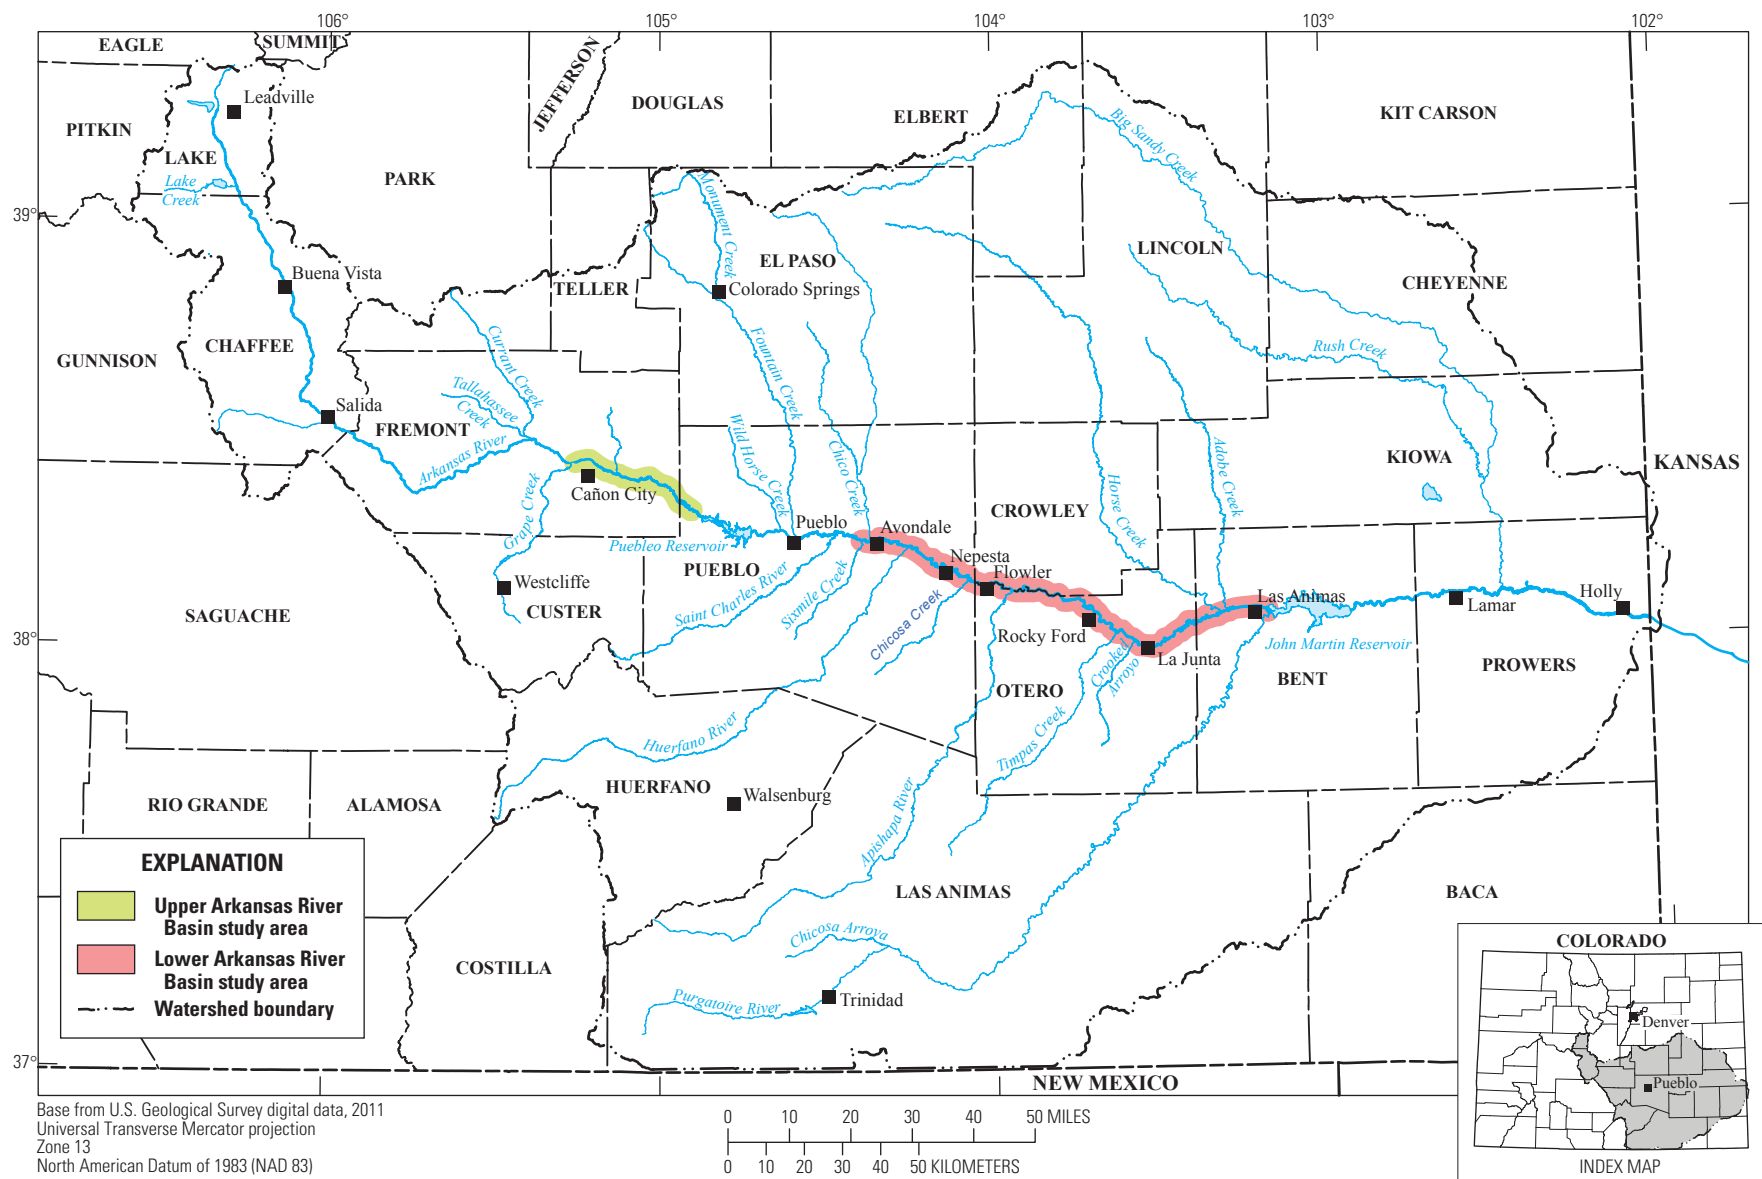 106°
105°
104°
103°
102°
EAGLE
SUMMIT
JEFFERSON
DOUGLAS
ELBERT
KIT CARSON
Leadville
PITKIN
LAKE
Lake
Creek
PARK
Monument Creek
Big Sandy Creek
39°
EL PASO
LINCOLN
Buena Vista
TELLER
Colorado Springs
CHEYENNE
GUNNISON
CHAFFEE
Currant Creek
Fountain Creek
Rush Creek
Tallahassee
Creek
Salida
FREMONT
Arkansas River
Wild Horse Creek
Chico Creek
Adobe Creek
KIOWA
KANSAS
Cañon City
Horse Creek
Grape Creek
CROWLEY
Pueblo
Avondale
Puebleo Reservoir
Nepesta
PUEBLO
Flowler
Westcliffe
CUSTER
Saint Charles River
Sixmile Creek
Chicosa Creek
Las Animas
Lamar
Holly
SAGUACHE
38°
Rocky Ford
John Martin Reservoir
La Junta
Crooked
Arroyo
PROWERS
OTERO
BENT
Huerfano River
Timpas Creek
HUERFANO
Walsenburg
RIO GRANDE
ALAMOSA
Apishapa River
EXPLANATION
Upper Arkansas River
Basin study area
Lower Arkansas River
Basin study area
Watershed boundary
LAS ANIMAS
BACA
Chicosa Arroya
COSTILLA
Purgatoire River
Trinidad
37°
NEW MEXICO
COLORADO
Denver
Pueblo
INDEX MAP
Base from U.S. Geological Survey digital data, 2011
Universal Transverse Mercator projection
Zone 13
North American Datum of 1983 (NAD 83)
0 10 20 30 40 50 MILES
0 10 20 30 40 50 KILOMETERS